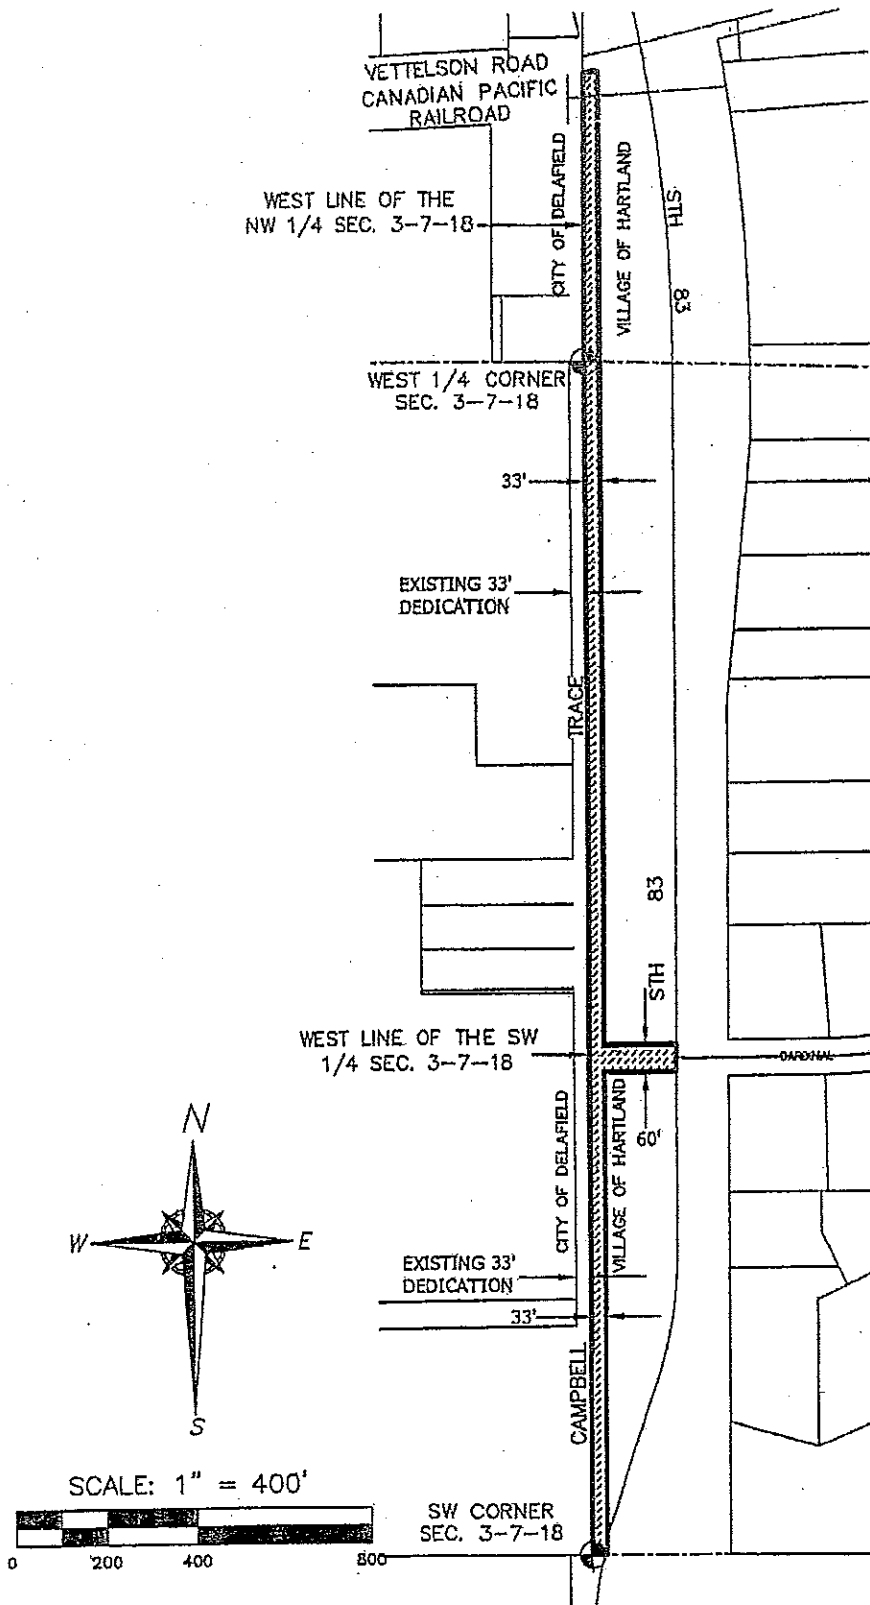 VETTELSON ROAD
CANADIAN PACIFIC
RAILROAD
CITY OF DELAFIELD
VILLAGE OF HARTLAND
STH
83
WEST LINE OF THE
NW 1/4 SEC. 3-7-18
WEST 1/4 CORNER
SEC. 3-7-18
33'
EXISTING 33'
DEDICATION
TRACE
83
STH
WEST LINE OF THE SW
1/4 SEC. 3-7-18
CARDINAL
60'
CITY OF DELAFIELD
VILLAGE OF HARTLAND
N
W
E
S
EXISTING 33'
DEDICATION
33'
CAMPBELL
SCALE: 1" = 400'
0 200 400 800
SW CORNER
SEC. 3-7-18